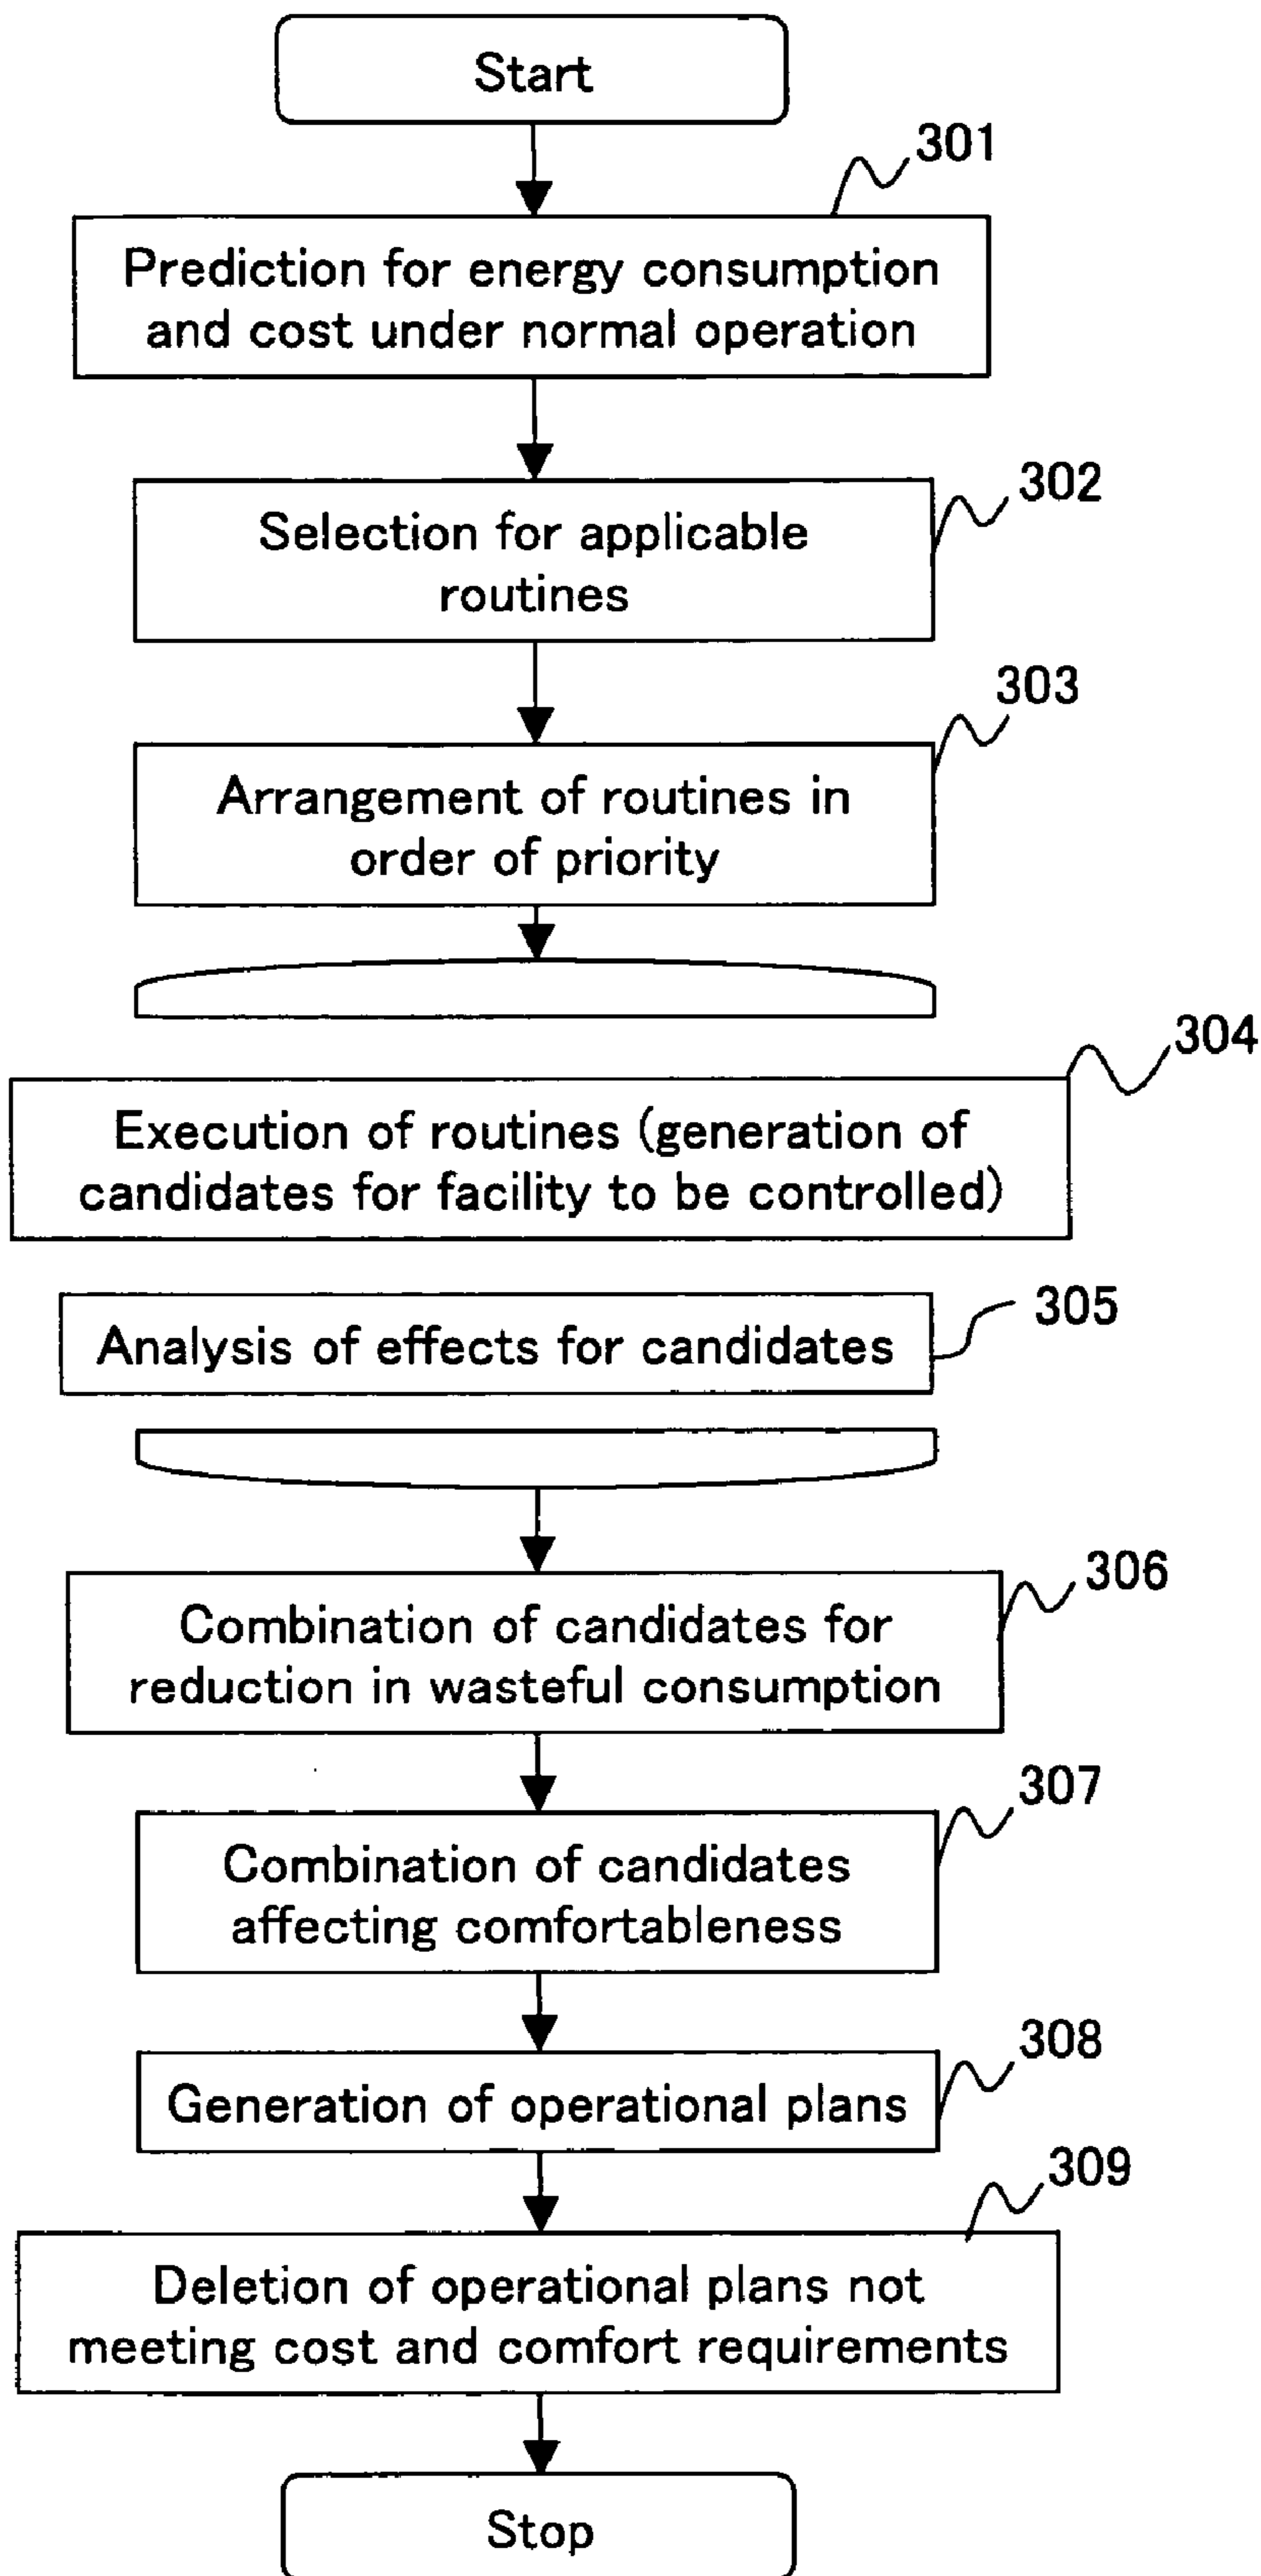 Start
301
Prediction for energy consumption
and cost under normal operation
302
Selection for applicable
routines
303
Arrangement of routines in
order of priority
304
Execution of routines (generation of
candidates for facility to be controlled)
305
Analysis of effects for candidates
306
Combination of candidates for
reduction in wasteful consumption
307
Combination of candidates
affecting comfortableness
308
Generation of operational plans
309
Deletion of operational plans not
meeting cost and comfort requirements
Stop